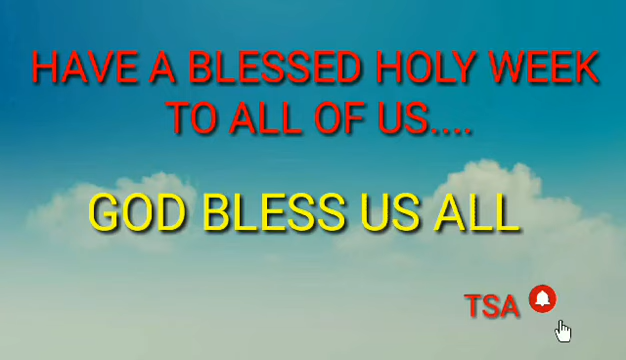 HAVE A BLESSED HOLY WEEK
TO ALL OF US....
GOD BLESS US ALL
TSA